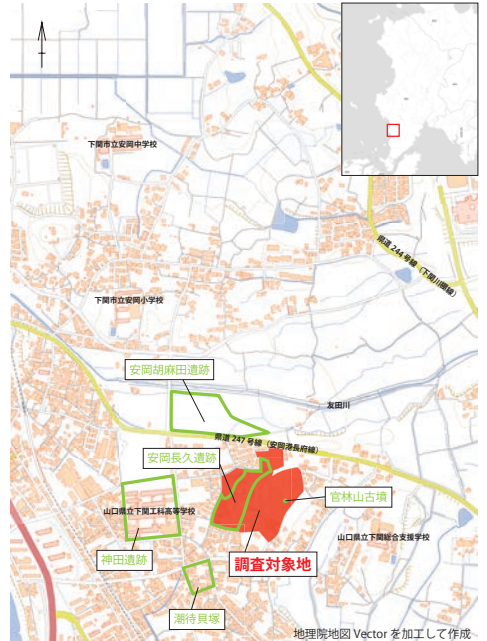 下関市立安岡中学校
県道 244 号線（下関川棚線）
下関市立安岡小学校
安岡胡麻田遺跡
友田川
県道 247 号線（安岡港長府線）
安岡長久遺跡
官林山古墳
山口県立下関工科高等学校
山口県立下関総合支援学校
神田遺跡
調査対象地
潮待貝塚
地理院地図 Vector を加工して作成